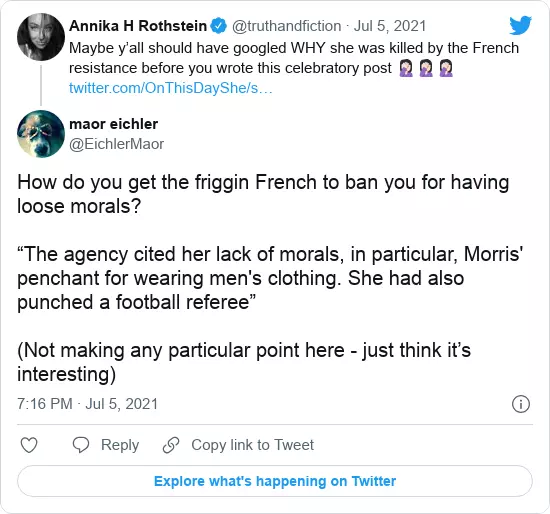 Annika H Rothstein @truthandfiction · Jul 5, 2021
Maybe y’all should have googled WHY she was killed by the French
resistance before you wrote this celebratory post 🤦🏻‍♀️🤦🏻‍♀️🤦🏻‍♀️
twitter.com/OnThisDayShe/s…
maor eichler
@EichlerMaor
How do you get the friggin French to ban you for having
loose morals?
“The agency cited her lack of morals, in particular, Morris'
penchant for wearing men's clothing. She had also
punched a football referee”
(Not making any particular point here - just think it’s
interesting)
7:16 PM · Jul 5, 2021
Reply
Copy link to Tweet
Explore what's happening on Twitter